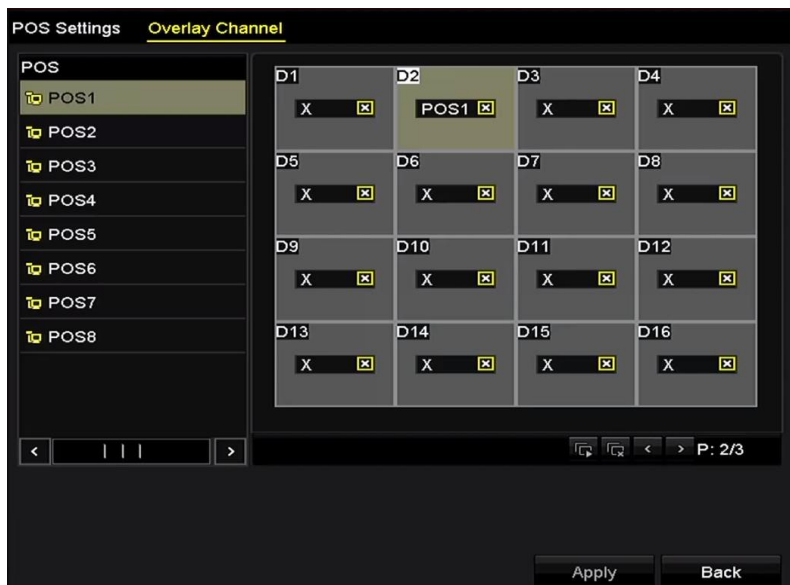 POS Settings Overlay Channel
POS
POS1
POS2
POS3
POS4
POS5
POS6
POS7
POS8
D1 D2 D3 D4
X POS1 X X
D5 D6 D7 D8
X X X X
D9 D10 D11 D12
X X X X
D13 D14 D15 D16
X X X X
P: 2/3
Apply Back